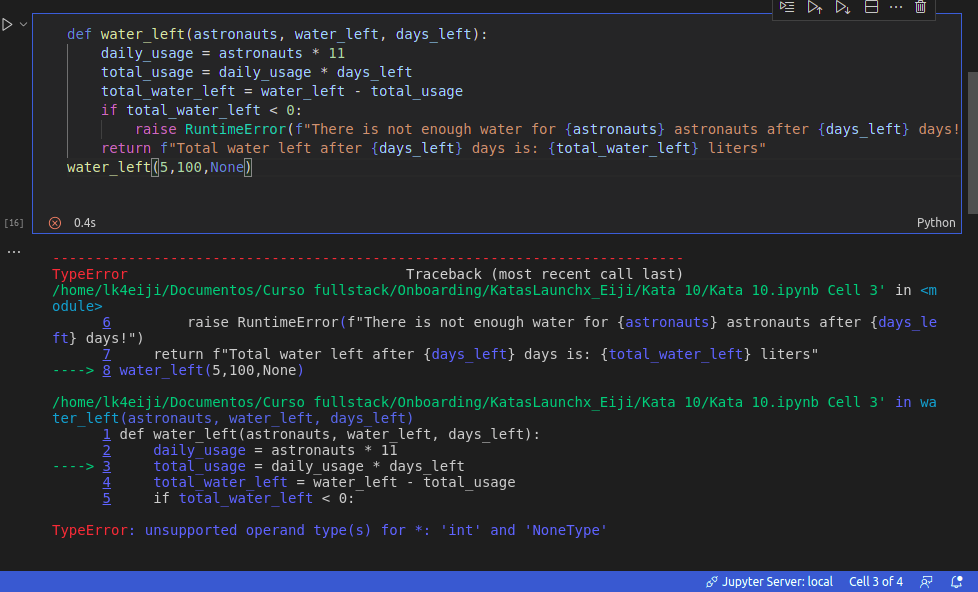 def water_left(astronauts, water_left, days_left):
    daily_usage = astronauts * 11
    total_usage = daily_usage * days_left
    total_water_left = water_left - total_usage
    if total_water_left < 0:
        raise RuntimeError(f"There is not enough water for {astronauts} astronauts after {days_left} days!
    return f"Total water left after {days_left} days is: {total_water_left} liters"
water_left(5,100,None)
[16]
0.4s
Python
...
---------------------------------------------------------------------------
TypeError                                 Traceback (most recent call last)
/home/lk4eiji/Documentos/Curso fullstack/Onboarding/KatasLaunchx_Eiji/Kata 10/Kata 10.ipynb Cell 3' in <m
odule>
      6         raise RuntimeError(f"There is not enough water for {astronauts} astronauts after {days_le
ft} days!")
      7     return f"Total water left after {days_left} days is: {total_water_left} liters"
----> 8 water_left(5,100,None)
/home/lk4eiji/Documentos/Curso fullstack/Onboarding/KatasLaunchx_Eiji/Kata 10/Kata 10.ipynb Cell 3' in wa
ter_left(astronauts, water_left, days_left)
      1 def water_left(astronauts, water_left, days_left):
      2     daily_usage = astronauts * 11
----> 3     total_usage = daily_usage * days_left
      4     total_water_left = water_left - total_usage
      5     if total_water_left < 0:
TypeError: unsupported operand type(s) for *: 'int' and 'NoneType'
Jupyter Server: local
Cell 3 of 4